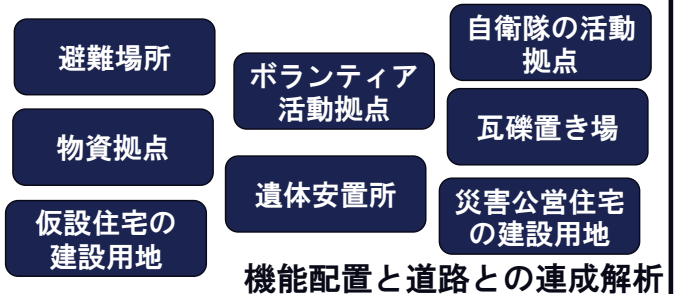 避難場所
物資拠点
仮設住宅の
建設用地
ボランティア
活動拠点
遺体安置所
自衛隊の活動
拠点
瓦礫置き場
災害公営住宅
の建設用地
機能配置と道路との連成解析